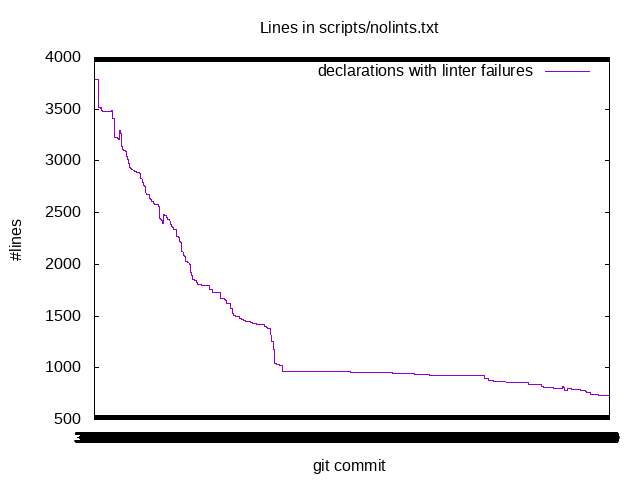 Lines in scripts/nolints.txt
declarations with linter failures
4000
3500
3000
2500
2000
1500
1000
500
#lines
git commit